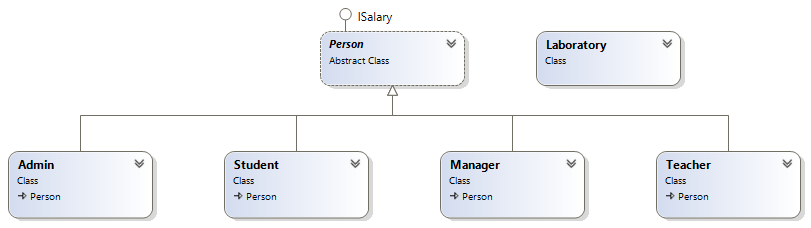 ISalary
Person
Abstract Class
Laboratory
Class
Admin
Class
Person
Student
Class
Person
Manager
Class
Person
Teacher
Class
Person